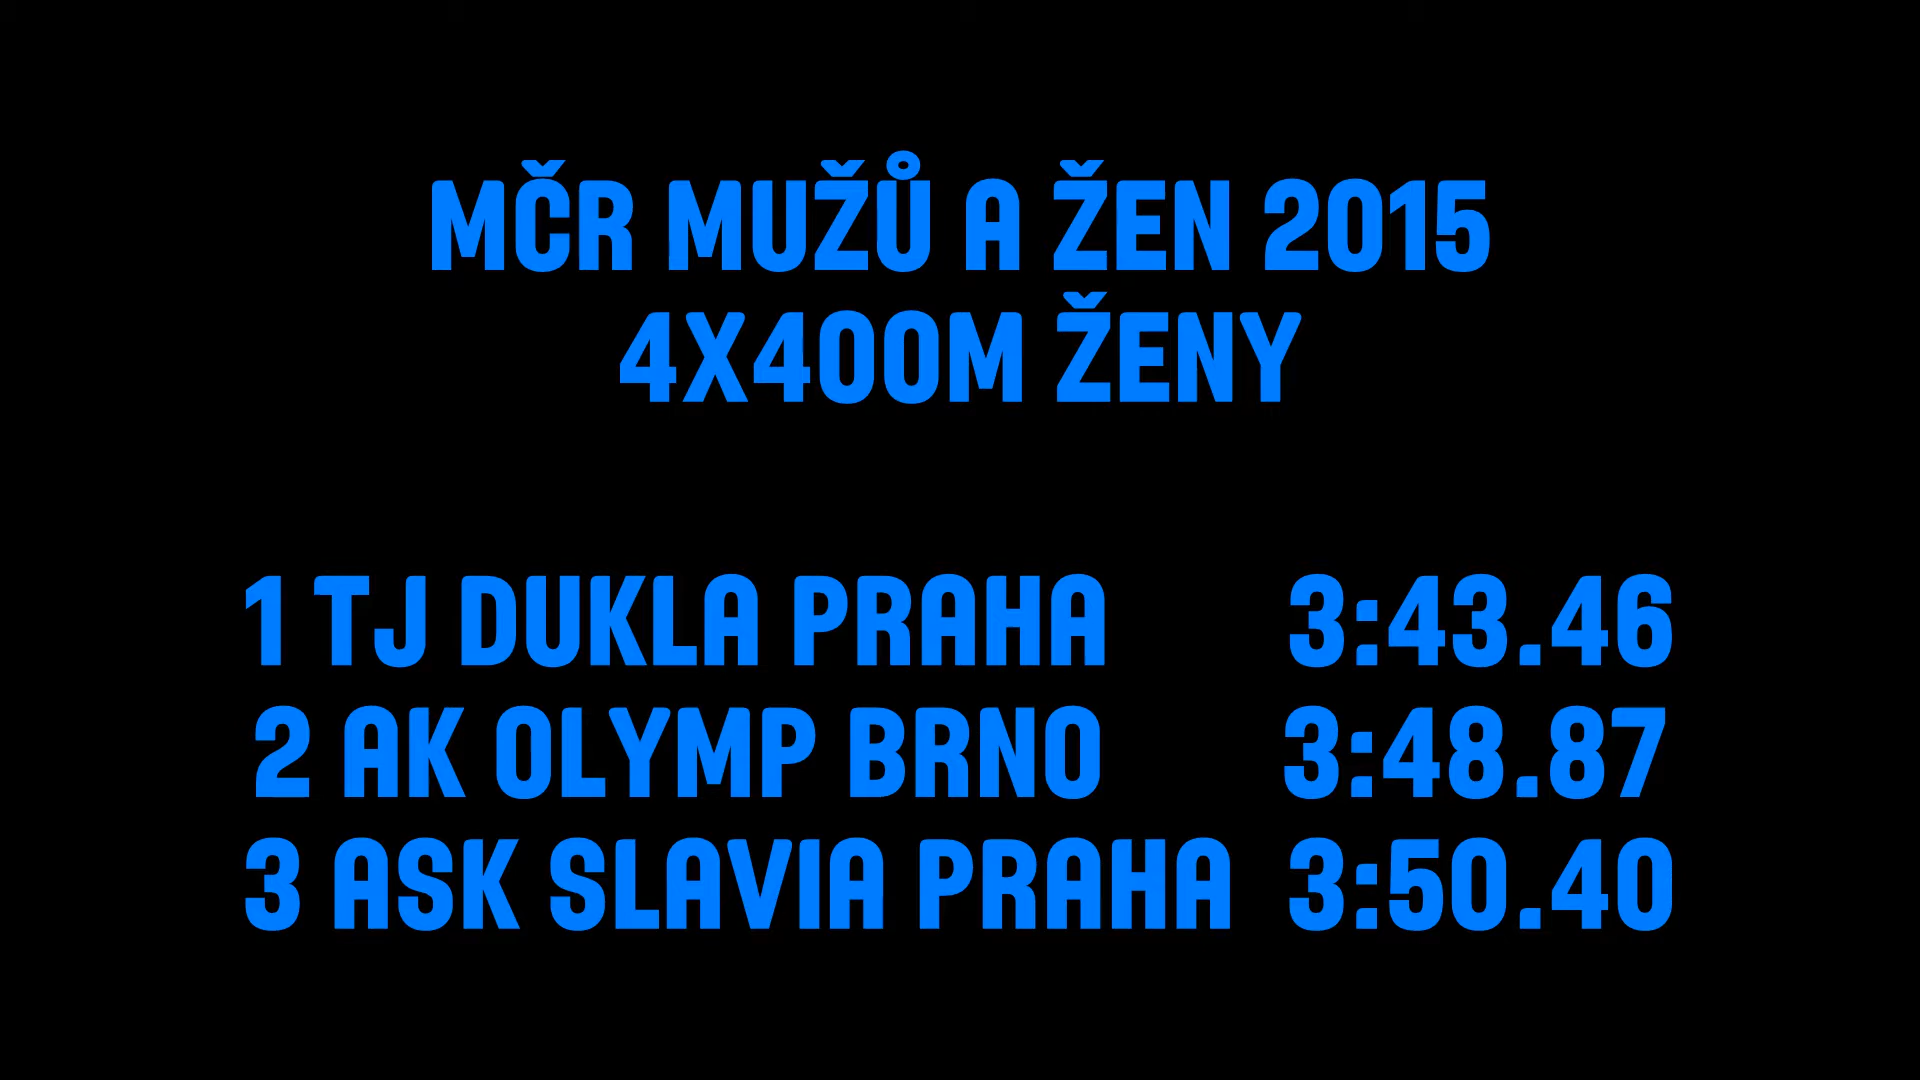 MČR MUŽŮ A ŽEN 2015
4X400M ŽENY
1 TJ DUKLA PRAHA 3:43.46
2 AK OLYMP BRNO 3:48.87
3 ASK SLAVIA PRAHA 3:50.40